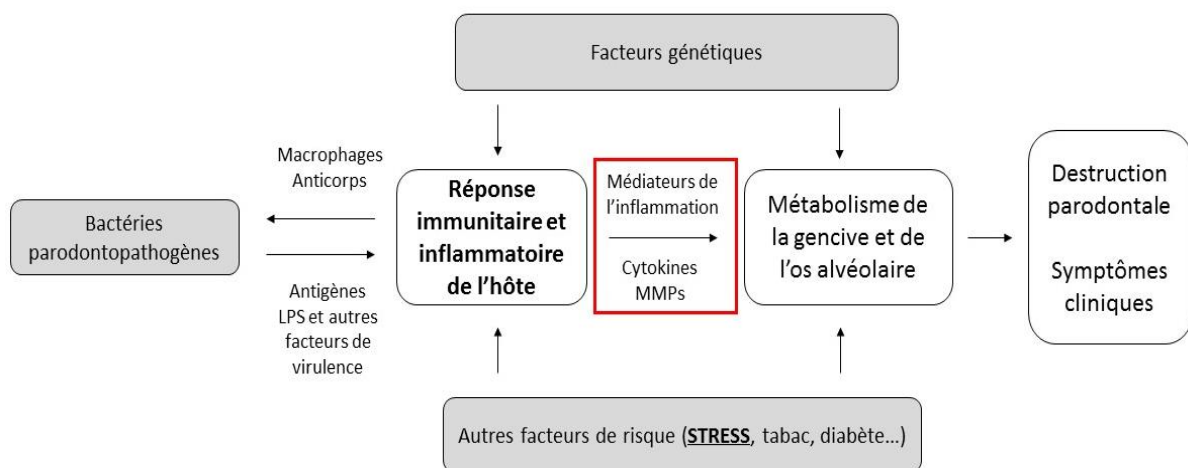 Facteurs génétiques
Macrophages
Anticorps
Bactéries
parodontopathogènes
Antigènes
LPS et autres
facteurs de
virulence
Réponse
immunitaire et
inflammatoire
de l’hôte
Médiateurs de
l’inflammation
Cytokines
MMPs
Métabolisme de
la gencive et de
l’os alvéolaire
Destruction
parodontale
Symptômes
cliniques
Autres facteurs de risque (STRESS, tabac, diabète...)